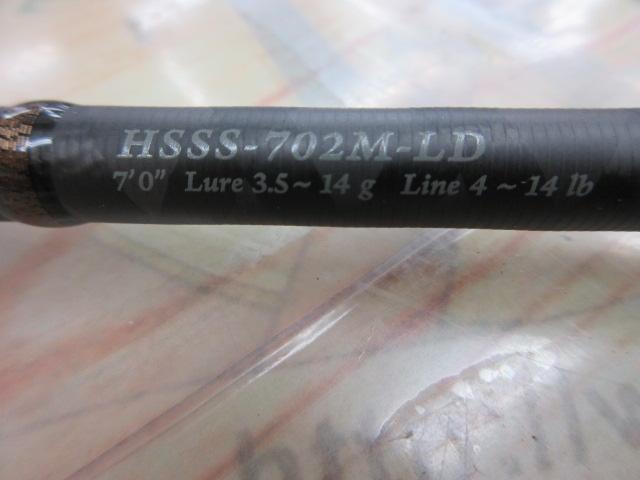 HSSS-702M-LD
7'0" Lure 3.5~14 g Line 4 ~ 14 lb